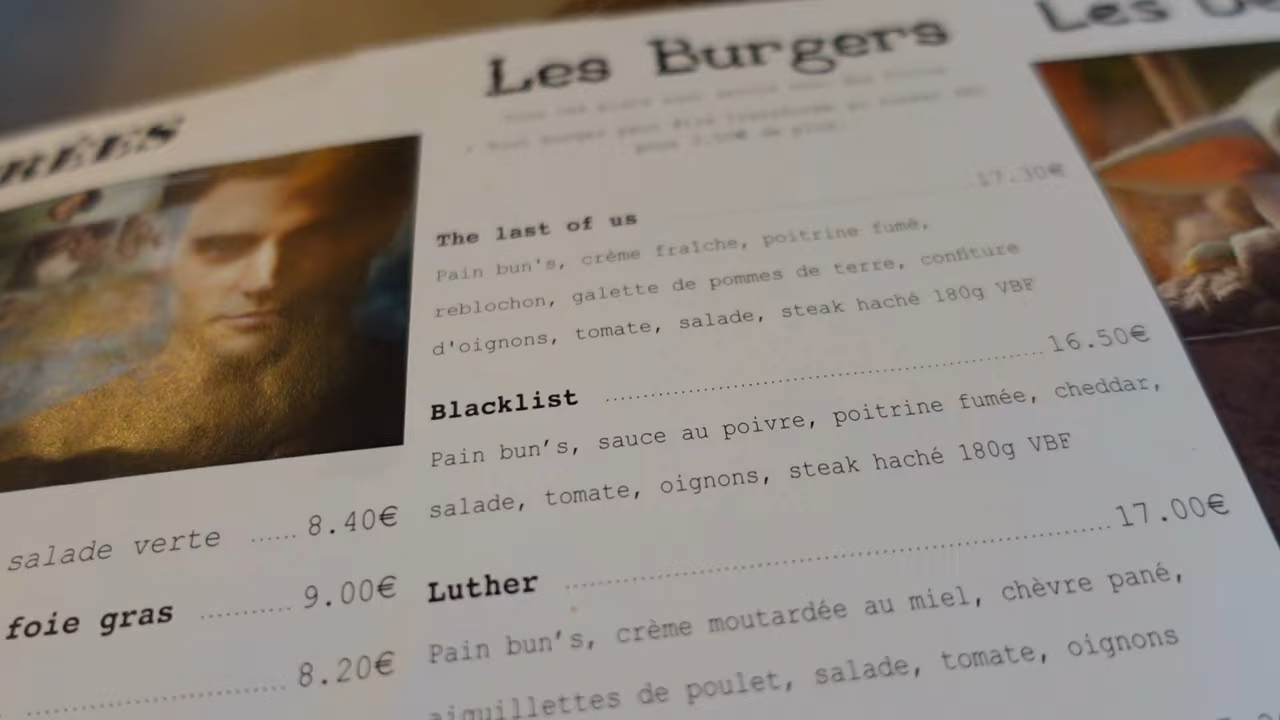 RÉES
salade verte ...... 8.40€
foie gras ........... 9.00€
8.20€
Les Burgers
The last of us 17.30€
Pain bun's, crème fraîche, poitrine fumé,
reblochon, galette de pommes de terre, confiture
d'oignons, tomate, salade, steak haché 180g VBF
Blacklist 16.50€
Pain bun's, sauce au poivre, poitrine fumée, cheddar,
salade, tomate, oignons, steak haché 180g VBF
Luther 17.00€
Pain bun's, crème moutardée au miel, chèvre pané,
aiguillettes de poulet, salade, tomate, oignons
Les